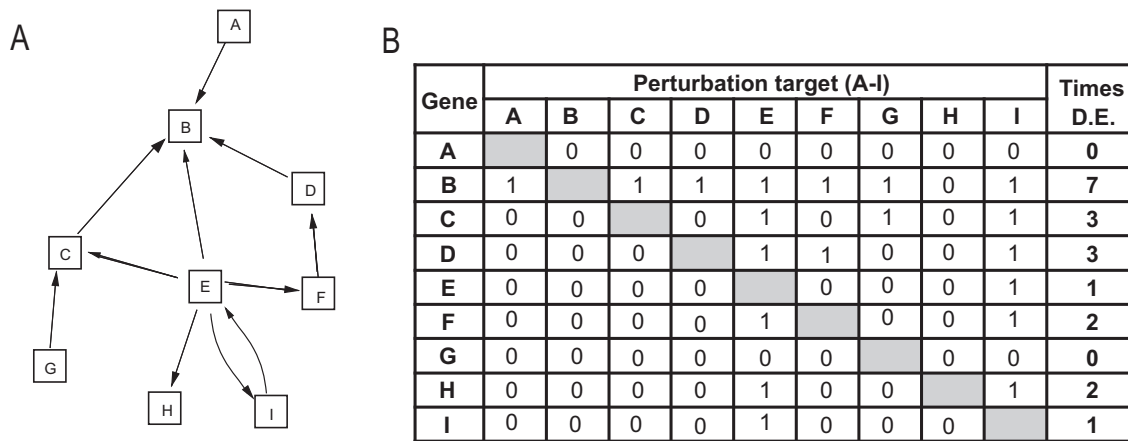 A
B
A
B
D
C
E
F
G
H
I
Gene Perturbation target (A-I) Times D.E.
A B C D E F G H I
A 0 0 0 0 0 0 0 0 0
B 1 1 1 1 1 1 0 1 7
C 0 0 0 1 0 1 0 1 3
D 0 0 0 1 1 0 0 1 3
E 0 0 0 0 0 0 0 1 1
F 0 0 0 0 1 0 0 1 2
G 0 0 0 0 0 0 0 0 0
H 0 0 0 0 1 0 0 1 2
I 0 0 0 0 1 0 0 0 1